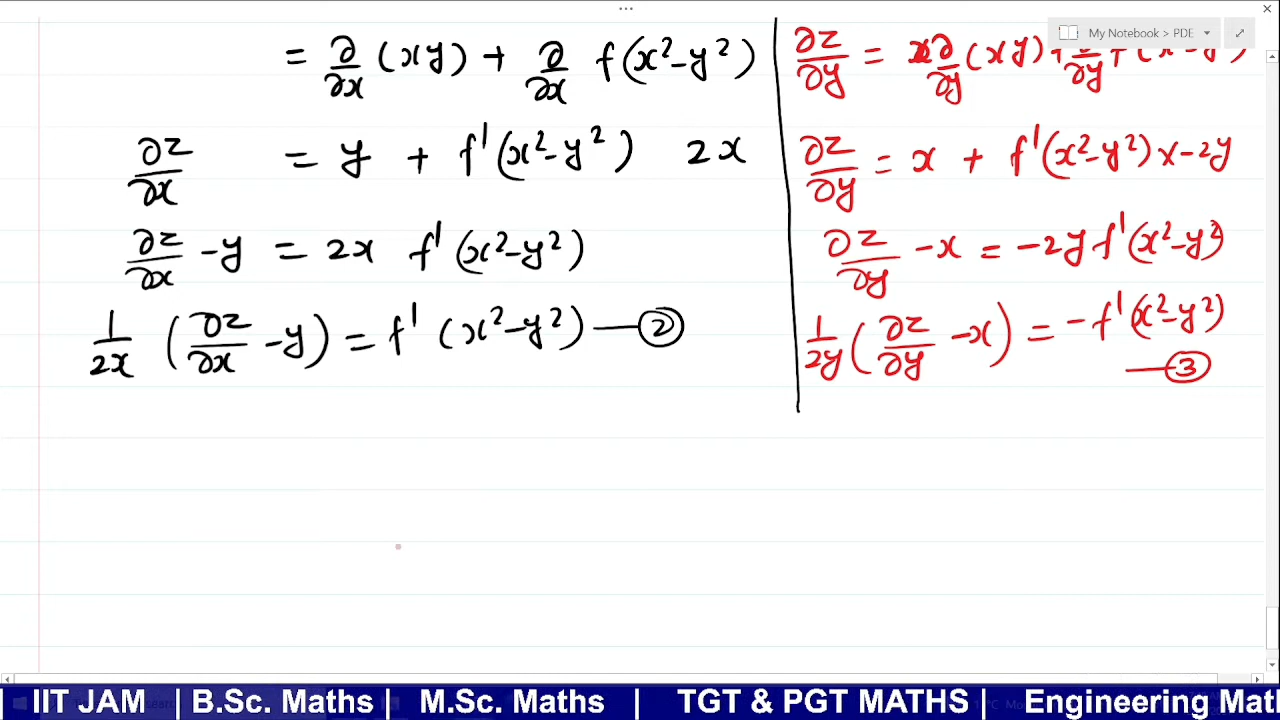 My Notebook > PDE
= ∂/∂x (xy) + ∂/∂x f(x²-y²)
∂z/∂x = y + f'(x²-y²) 2x
∂z/∂x - y = 2x f'(x²-y²)
1/2x (∂z/∂x - y) = f'(x²-y²) — ②
∂z/∂y = ∂/∂y (xy) + ∂/∂y f(x²-y²)
∂z/∂y = x + f'(x²-y²) x -2y
∂z/∂y - x = -2y f'(x²-y²)
1/2y (∂z/∂y - x) = -f'(x²-y²)
— ③
IIT JAM | B.Sc. Maths | M.Sc. Maths | TGT & PGT MATHS | Engineering Mat